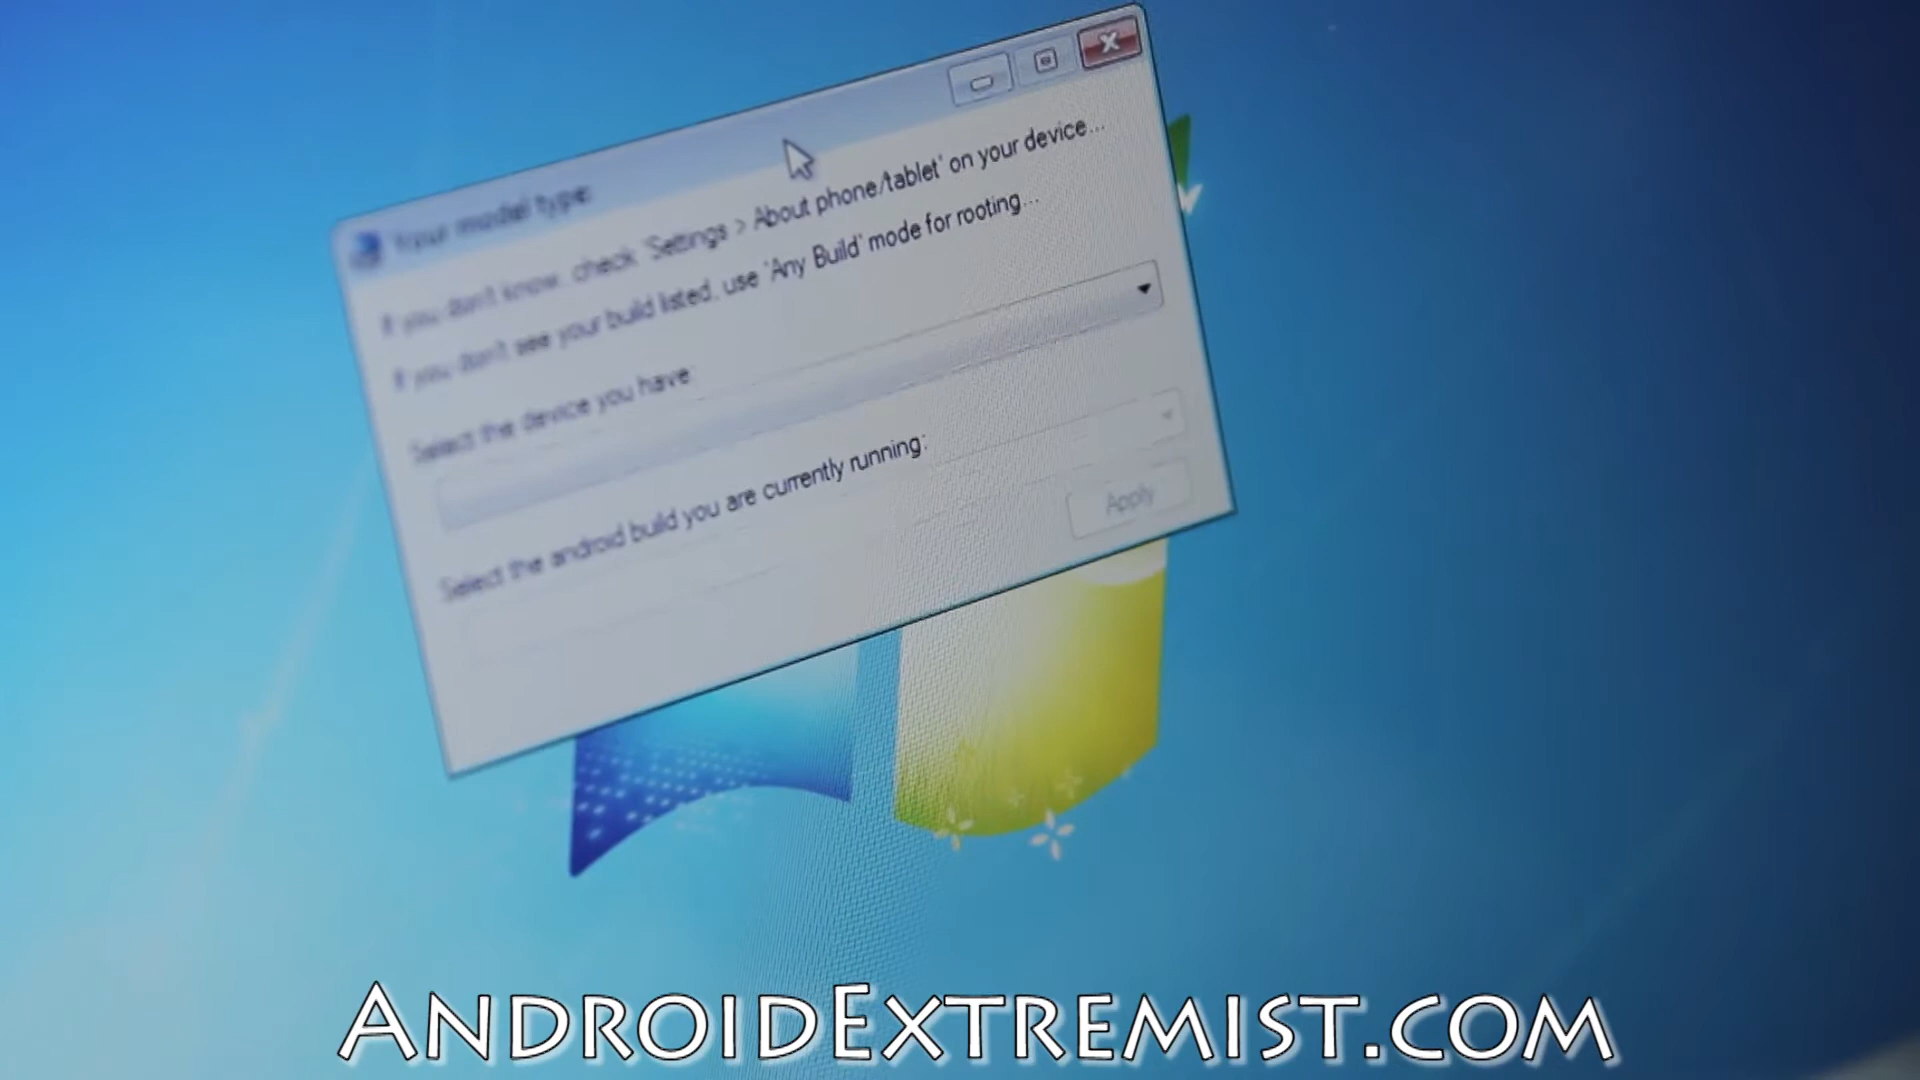 Your model type:
If you don't know, check 'Settings > About phone/tablet' on your device...
If you don't see your build listed, use 'Any Build' mode for rooting...
Select the device you have:
Select the android build you are currently running:
Apply
AndroidExtremist.com